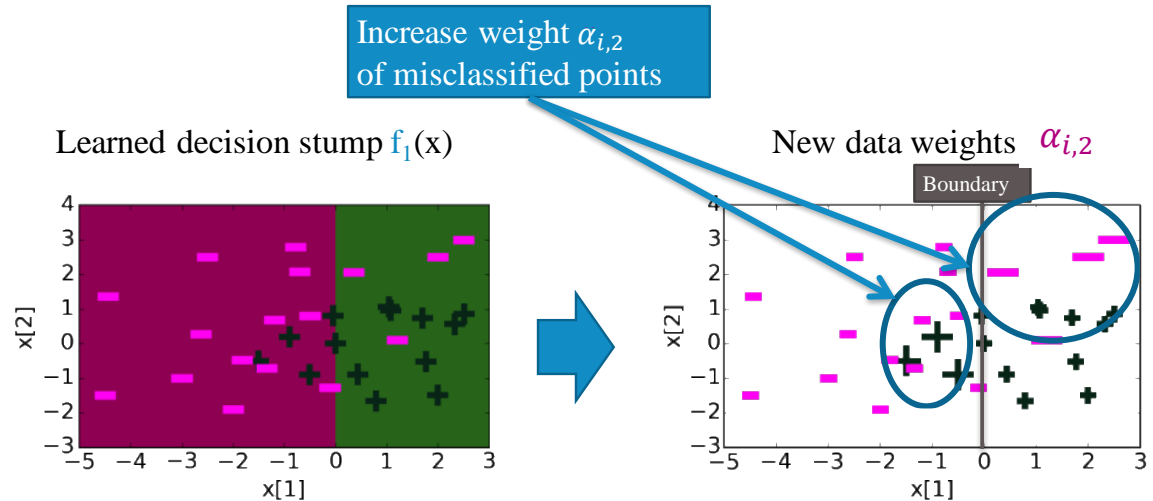 Increase weight α_{i,2}
of misclassified points
Learned decision stump f_1(x)
New data weights α_{i,2}
Boundary
4
3
2
1
0
−1
−2
−3
x[2]
−5 −4 −3 −2 −1 0 1 2 3
x[1]
4
3
2
1
0
−1
−2
−3
x[2]
−5 −4 −3 −2 −1 0 1 2 3
x[1]